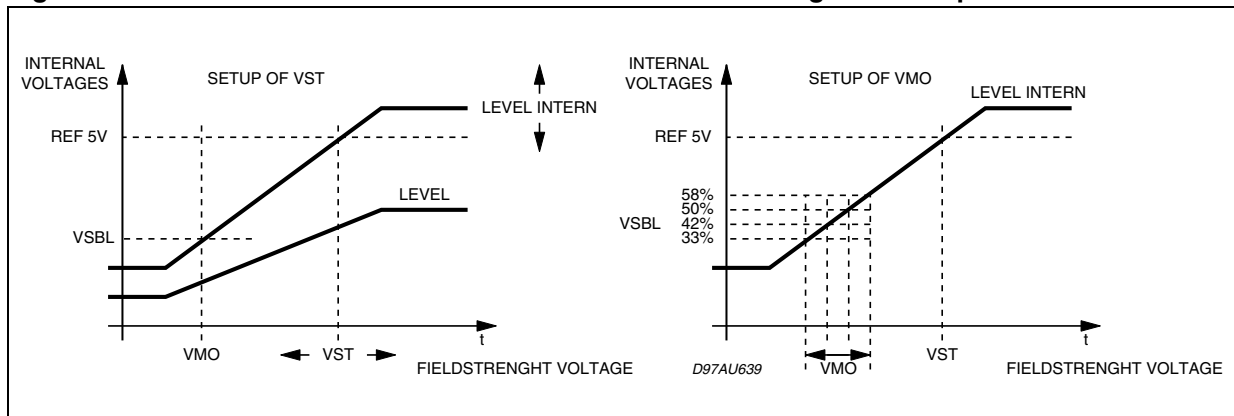 INTERNAL
VOLTAGES
SETUP OF VST
LEVEL INTERN
REF 5V
LEVEL
VSBL
t
VMO
VST
FIELDSTRENGHT VOLTAGE
INTERNAL
VOLTAGES
SETUP OF VMO
LEVEL INTERN
REF 5V
58%
50%
VSBL
42%
33%
t
D97AU639
VMO
VST
FIELDSTRENGHT VOLTAGE